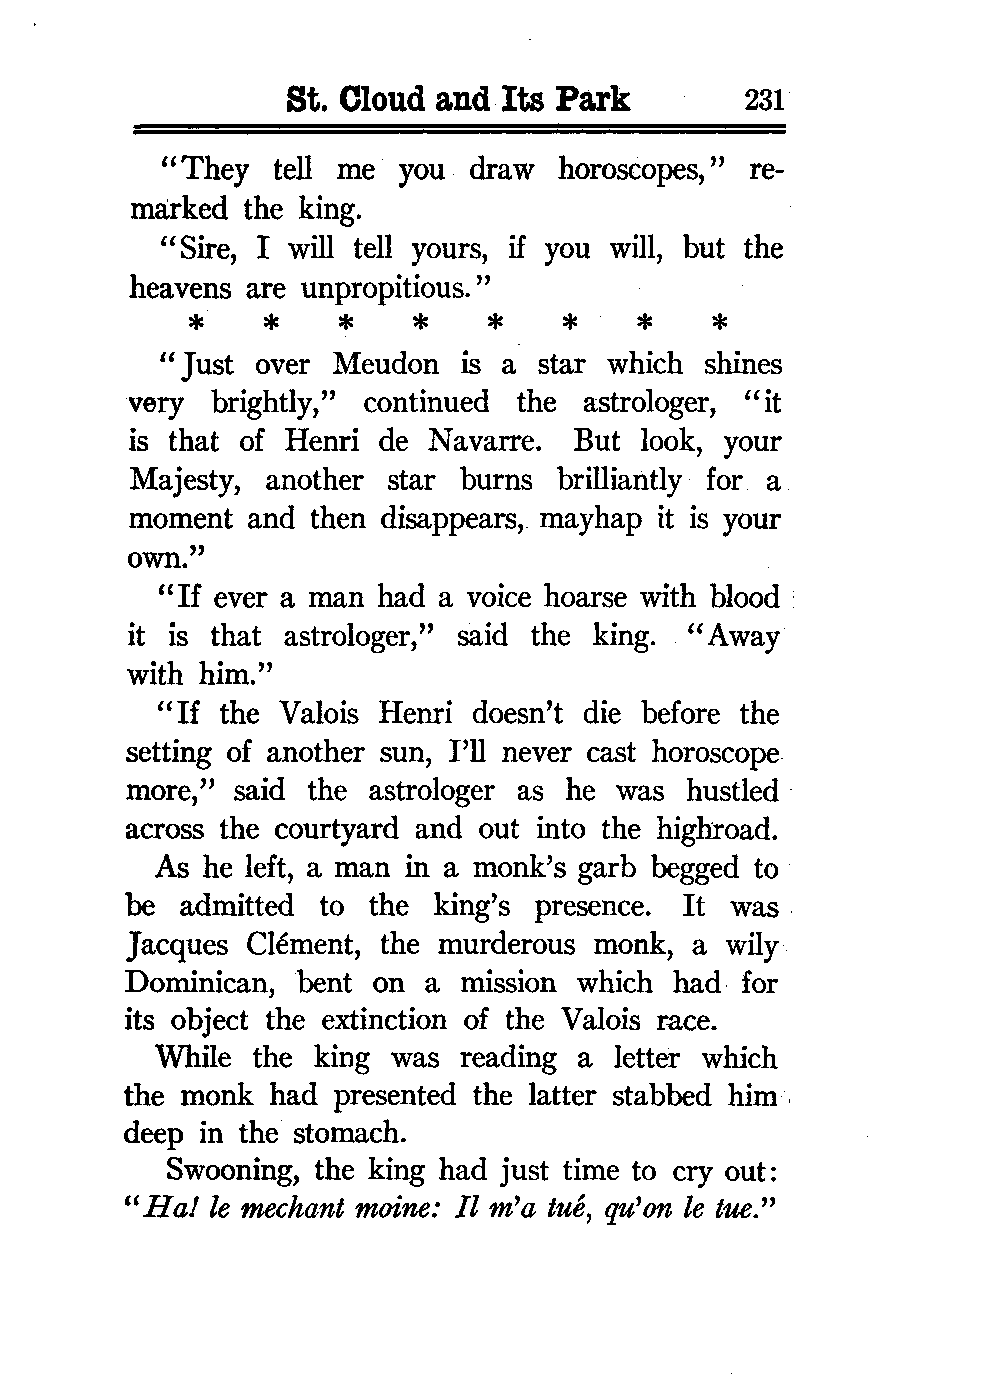 St. Cloud and Its Park 231
"They tell me you draw horoscopes," re-
marked the king.
"Sire, I will tell yours, if you will, but the
heavens are unpropitious."
* * * * * * * *
"Just over Meudon is a star which shines
very brightly," continued the astrologer, "it
is that of Henri de Navarre. But look, your
Majesty, another star burns brilliantly for a
moment and then disappears, mayhap it is your
own."
"If ever a man had a voice hoarse with blood
it is that astrologer," said the king. "Away
with him."
"If the Valois Henri doesn't die before the
setting of another sun, I'll never cast horoscope
more," said the astrologer as he was hustled
across the courtyard and out into the highroad.
As he left, a man in a monk's garb begged to
be admitted to the king's presence. It was
Jacques Clément, the murderous monk, a wily
Dominican, bent on a mission which had for
its object the extinction of the Valois race.
While the king was reading a letter which
the monk had presented the latter stabbed him
deep in the stomach.
Swooning, the king had just time to cry out:
"Ha! le mechant moine: Il m'a tué, qu'on le tue."